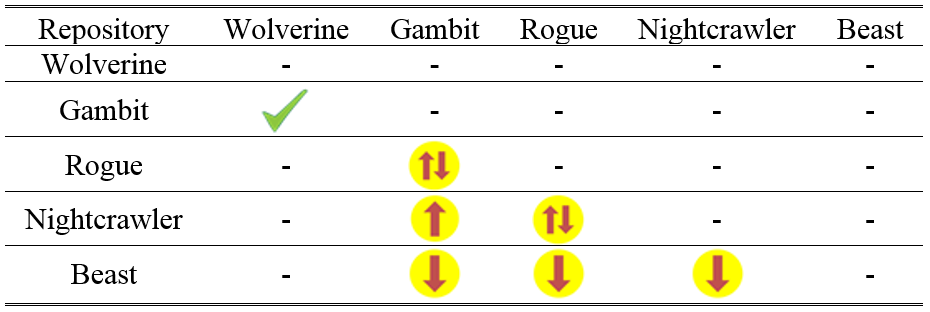 Repository Wolverine Gambit Rogue Nightcrawler Beast
Wolverine - - - - -
Gambit - - - -
Rogue - - - -
Nightcrawler - - -
Beast - -